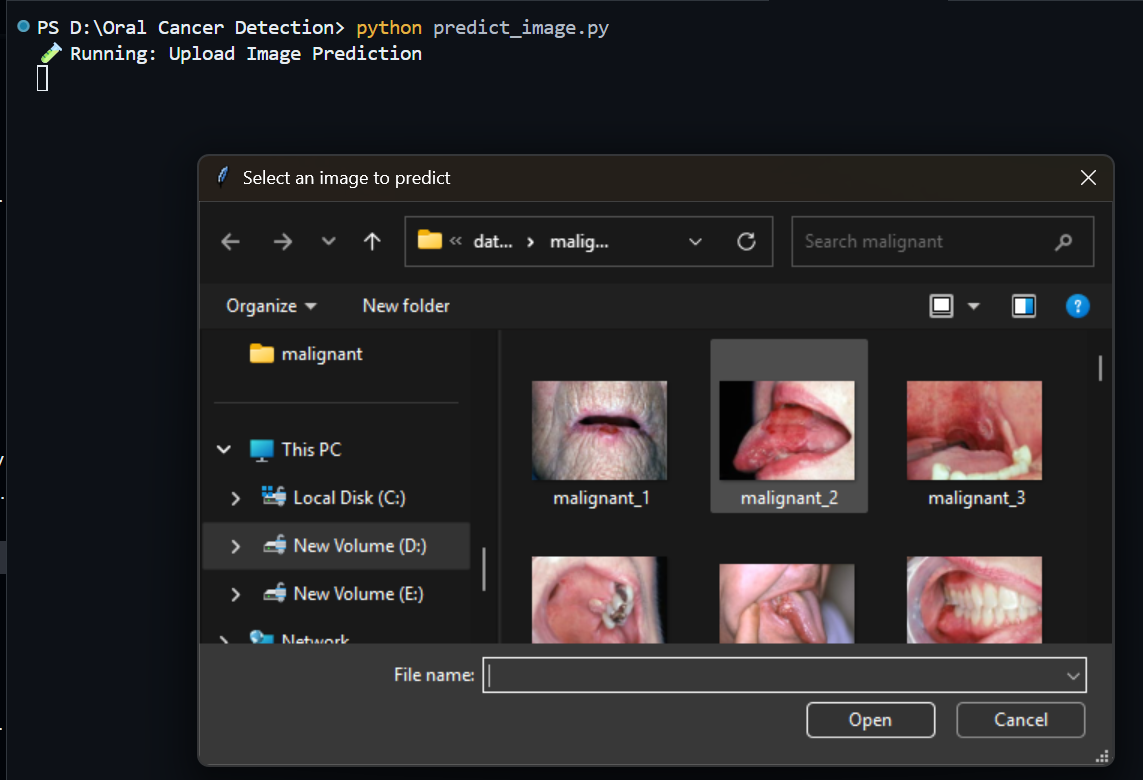 PS D:\Oral Cancer Detection> python predict_image.py
Running: Upload Image Prediction
Select an image to predict
« dat... › malig...
Search malignant
Organize
New folder
?
malignant
This PC
Local Disk (C:)
New Volume (D:)
New Volume (E:)
Network
malignant_1
malignant_2
malignant_3
File name:
Open
Cancel